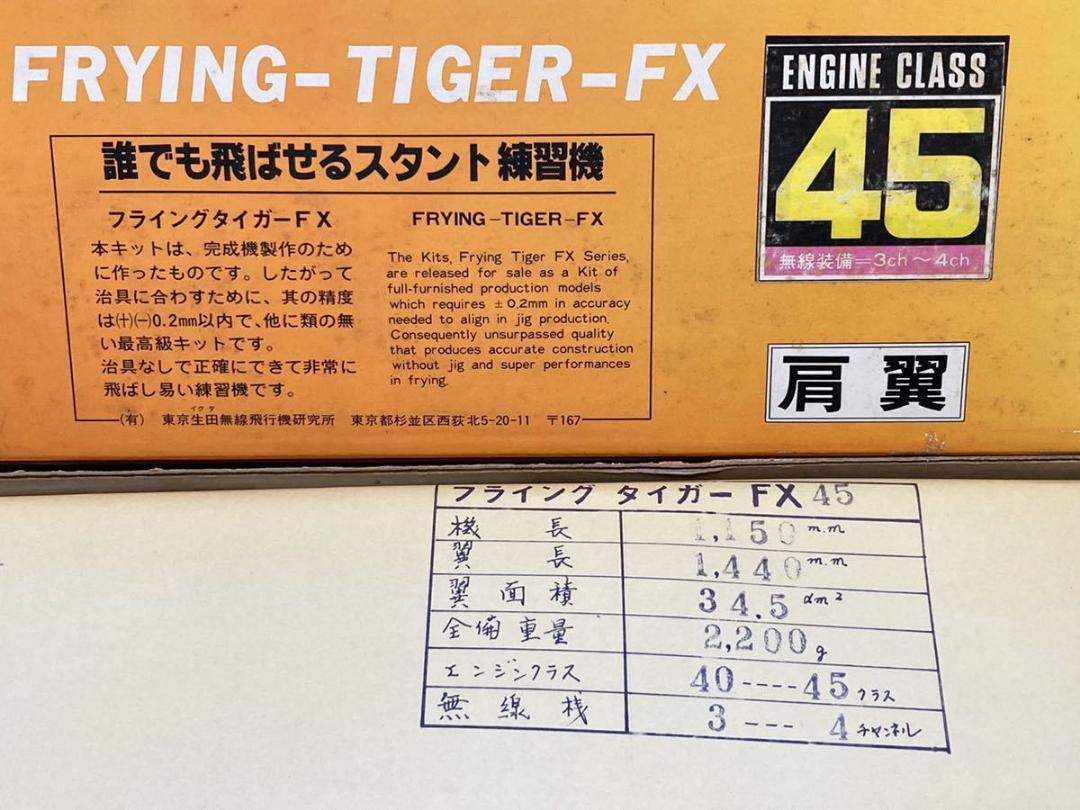 FRYING-TIGER-FX
ENGINE CLASS
45
無線装備=3ch~4ch
肩翼
誰でも飛ばせるスタント練習機
フライングタイガーFX
本キットは、完成機製作のため
に作ったものです。したがって
治具に合わすために、其の精度
は(+)(-)0.2mm以内で、他に類の無
い最高級キットです。
治具なしで正確にできて非常に
飛ばし易い練習機です。
FRYING-TIGER-FX
The Kits, Frying Tiger FX Series,
are released for sale as a Kit of
full-furnished production models
which requires ±0.2mm in accuracy
needed to align in jig production.
Consequently unsurpassed quality
that produces accurate construction
without jig and super performances
in frying.
イクタ
(有) 東京生田無線飛行機研究所 東京都杉並区西荻北5-20-11 〒167
フライング タイガー FX 45
機長 1,150 m.m
翼長 1,440 m.m
翼面積 34.5 dm²
全備重量 2,200g
エンジンクラス 40----45クラス
無線機 3---4チャンネル